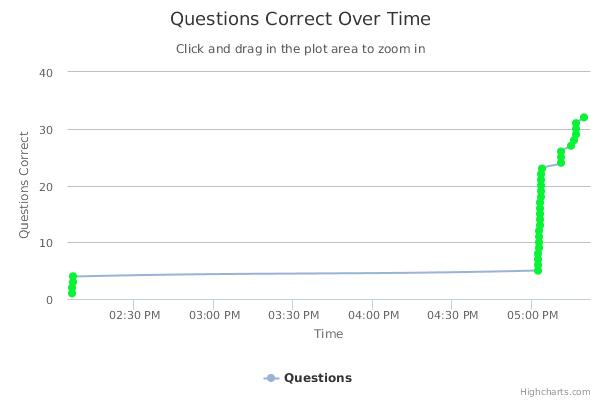 Questions Correct Over Time
Click and drag in the plot area to zoom in
Questions Correct
40
30
20
10
0
02:30 PM 03:00 PM 03:30 PM 04:00 PM 04:30 PM 05:00 PM
Time
Questions
Highcharts.com